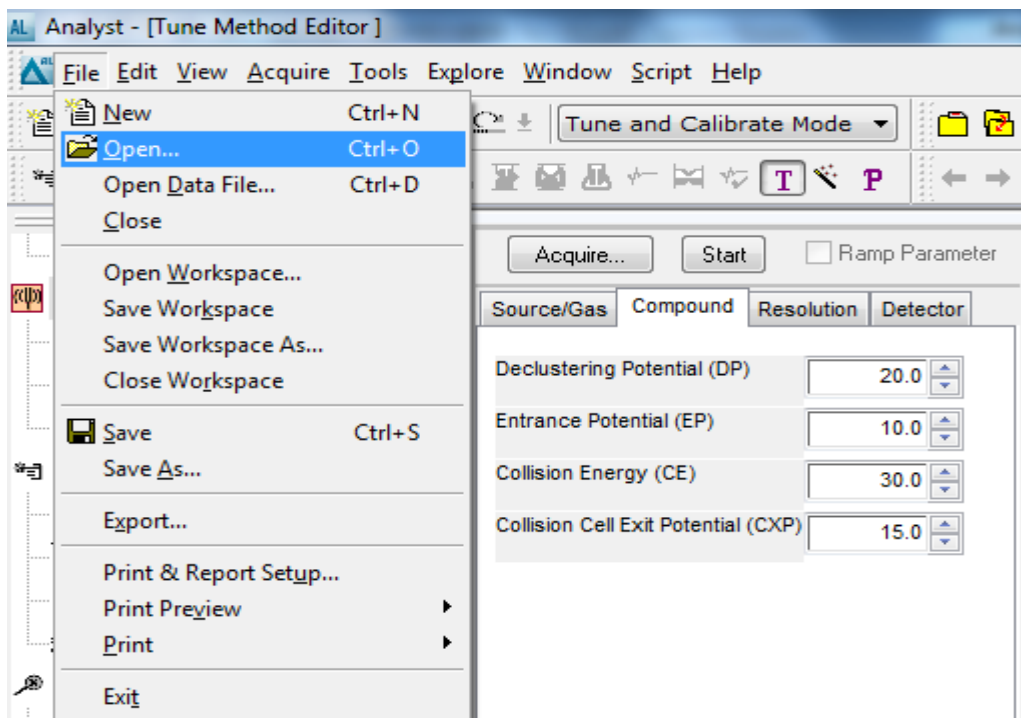 AL Analyst - [Tune Method Editor ]
File Edit View Acquire Tools Explore Window Script Help
New Ctrl+N
Open... Ctrl+O
Open Data File... Ctrl+D
Close
Open Workspace...
Save Workspace
Save Workspace As...
Close Workspace
Save Ctrl+S
Save As...
Export...
Print & Report Setup...
Print Preview
Print
Exit
Tune and Calibrate Mode
T P
Acquire... Start Ramp Parameter
Source/Gas Compound Resolution Detector
Declustering Potential (DP) 20.0
Entrance Potential (EP) 10.0
Collision Energy (CE) 30.0
Collision Cell Exit Potential (CXP) 15.0